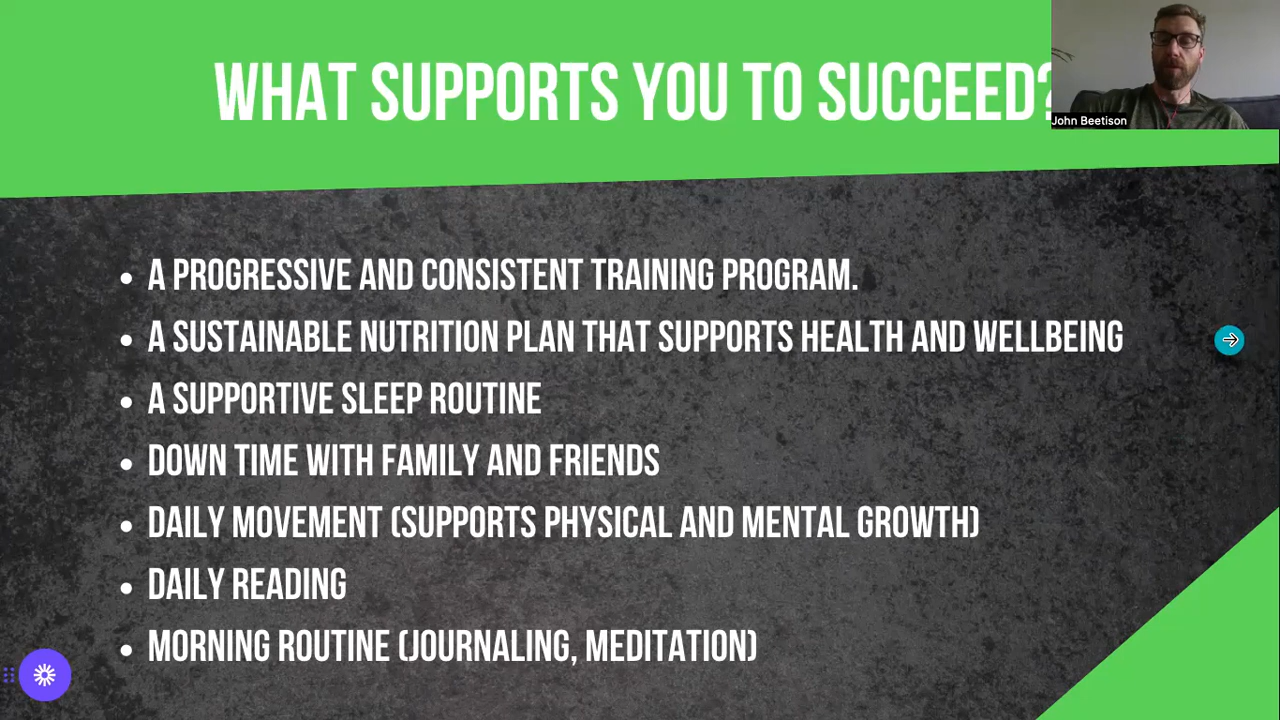 WHAT SUPPORTS YOU TO SUCCEED?
John Beetison
• A PROGRESSIVE AND CONSISTENT TRAINING PROGRAM.
• A SUSTAINABLE NUTRITION PLAN THAT SUPPORTS HEALTH AND WELLBEING
• A SUPPORTIVE SLEEP ROUTINE
• DOWN TIME WITH FAMILY AND FRIENDS
• DAILY MOVEMENT (SUPPORTS PHYSICAL AND MENTAL GROWTH)
• DAILY READING
• MORNING ROUTINE (JOURNALING, MEDITATION)